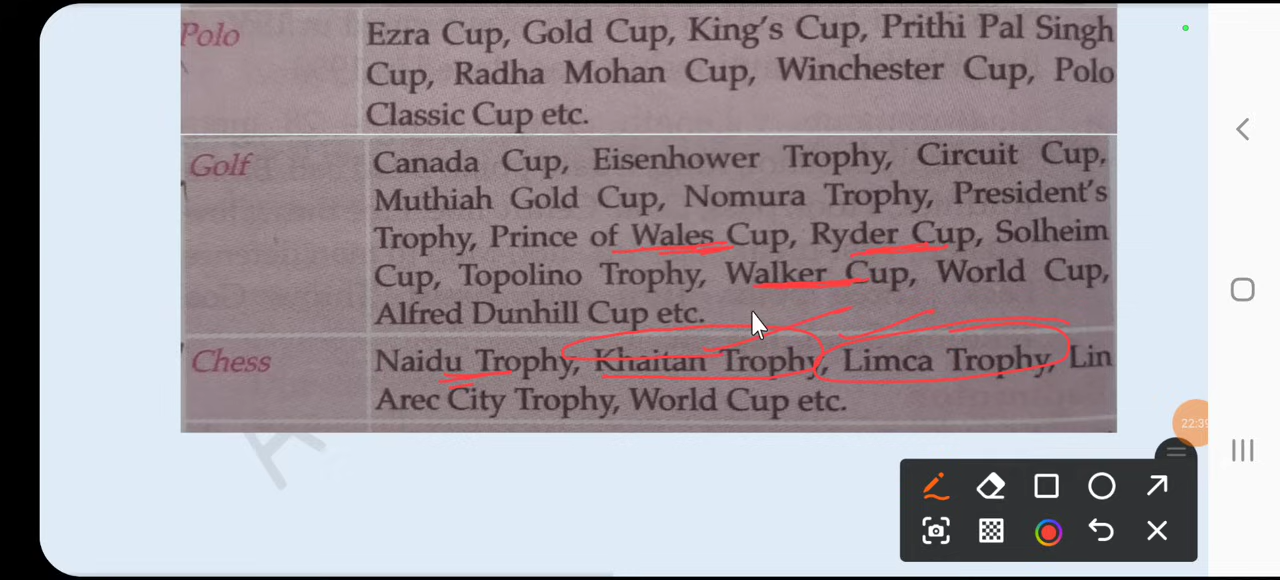 Polo
Ezra Cup, Gold Cup, King's Cup, Prithi Pal Singh
Cup, Radha Mohan Cup, Winchester Cup, Polo
Classic Cup etc.
Golf
Canada Cup, Eisenhower Trophy, Circuit Cup,
Muthiah Gold Cup, Nomura Trophy, President's
Trophy, Prince of Wales Cup, Ryder Cup, Solheim
Cup, Topolino Trophy, Walker Cup, World Cup,
Alfred Dunhill Cup etc.
Chess
Naidu Trophy, Khaitan Trophy, Limca Trophy, Lin
Arec City Trophy, World Cup etc.
22:39